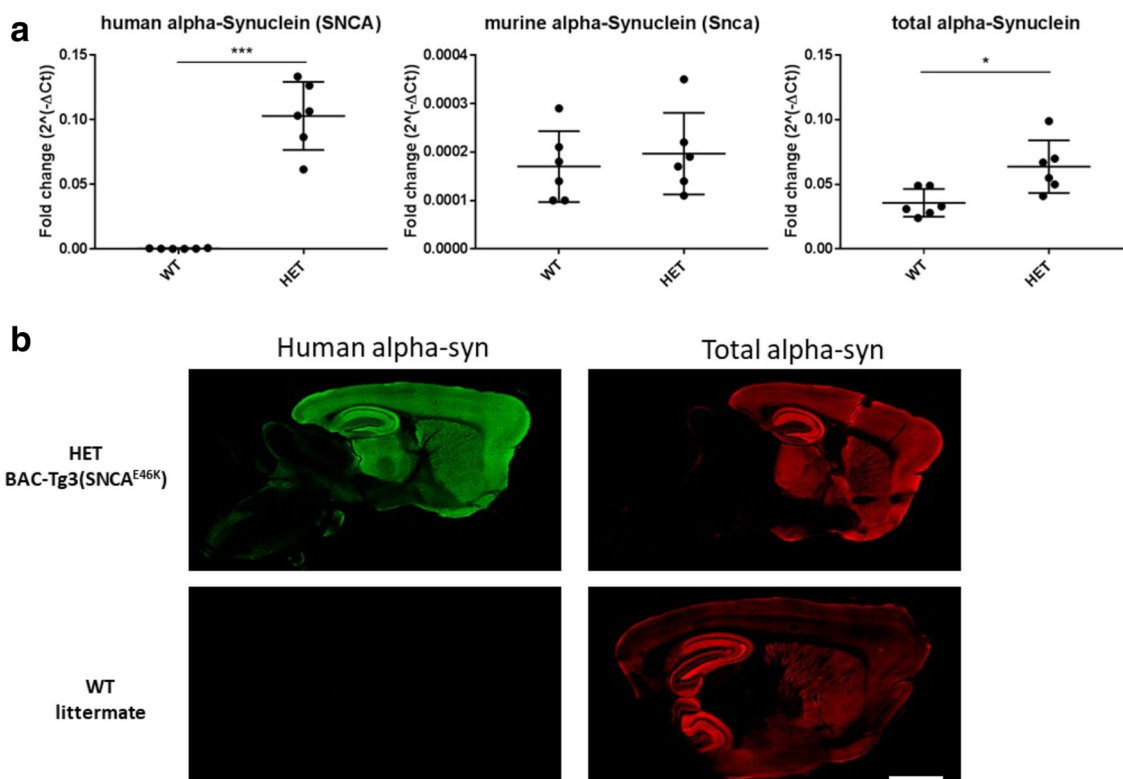 a
human alpha-Synuclein (SNCA)
murine alpha-Synuclein (Snca)
total alpha-Synuclein
Fold change (2^(-ΔCt))
0.15
0.10
0.05
0.00
***
WT
HET
Fold change (2^(-ΔCt))
0.0004
0.0003
0.0002
0.0001
0.0000
WT
HET
Fold change (2^(-ΔCt))
0.15
0.10
0.05
0.00
*
WT
HET
b
Human alpha-syn
Total alpha-syn
HET
BAC-Tg3(SNCA^E46K)
WT
littermate